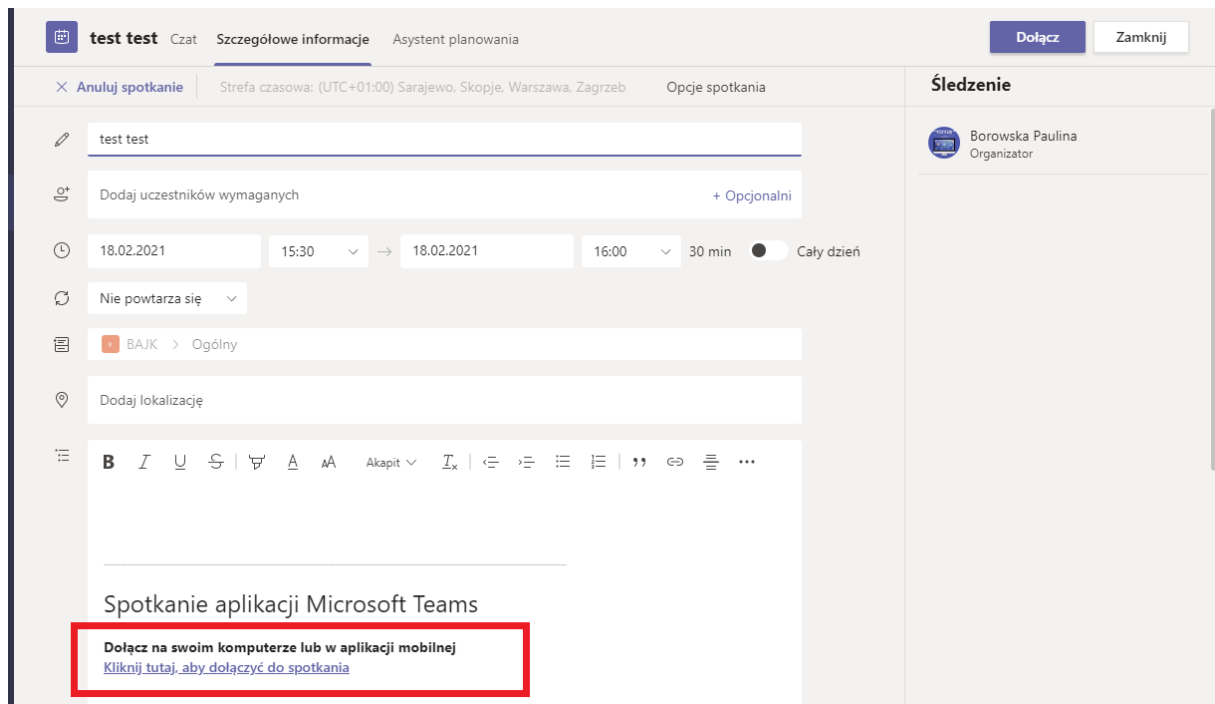 test test Czat Szczegółowe informacje Asystent planowania Dołącz Zamknij
Anuluj spotkanie Strefa czasowa: (UTC+01:00) Sarajewo, Skopje, Warszawa, Zagrzeb Opcje spotkania
Śledzenie
test test
Borowska Paulina
Organizator
Dodaj uczestników wymaganych + Opcjonalni
18.02.2021 15:30 → 18.02.2021 16:00 30 min Cały dzień
Nie powtarza się
BAJK > Ogólny
Dodaj lokalizację
B I U S A AA Akapit
Spotkanie aplikacji Microsoft Teams
Dołącz na swoim komputerze lub w aplikacji mobilnej
Kliknij tutaj, aby dołączyć do spotkania